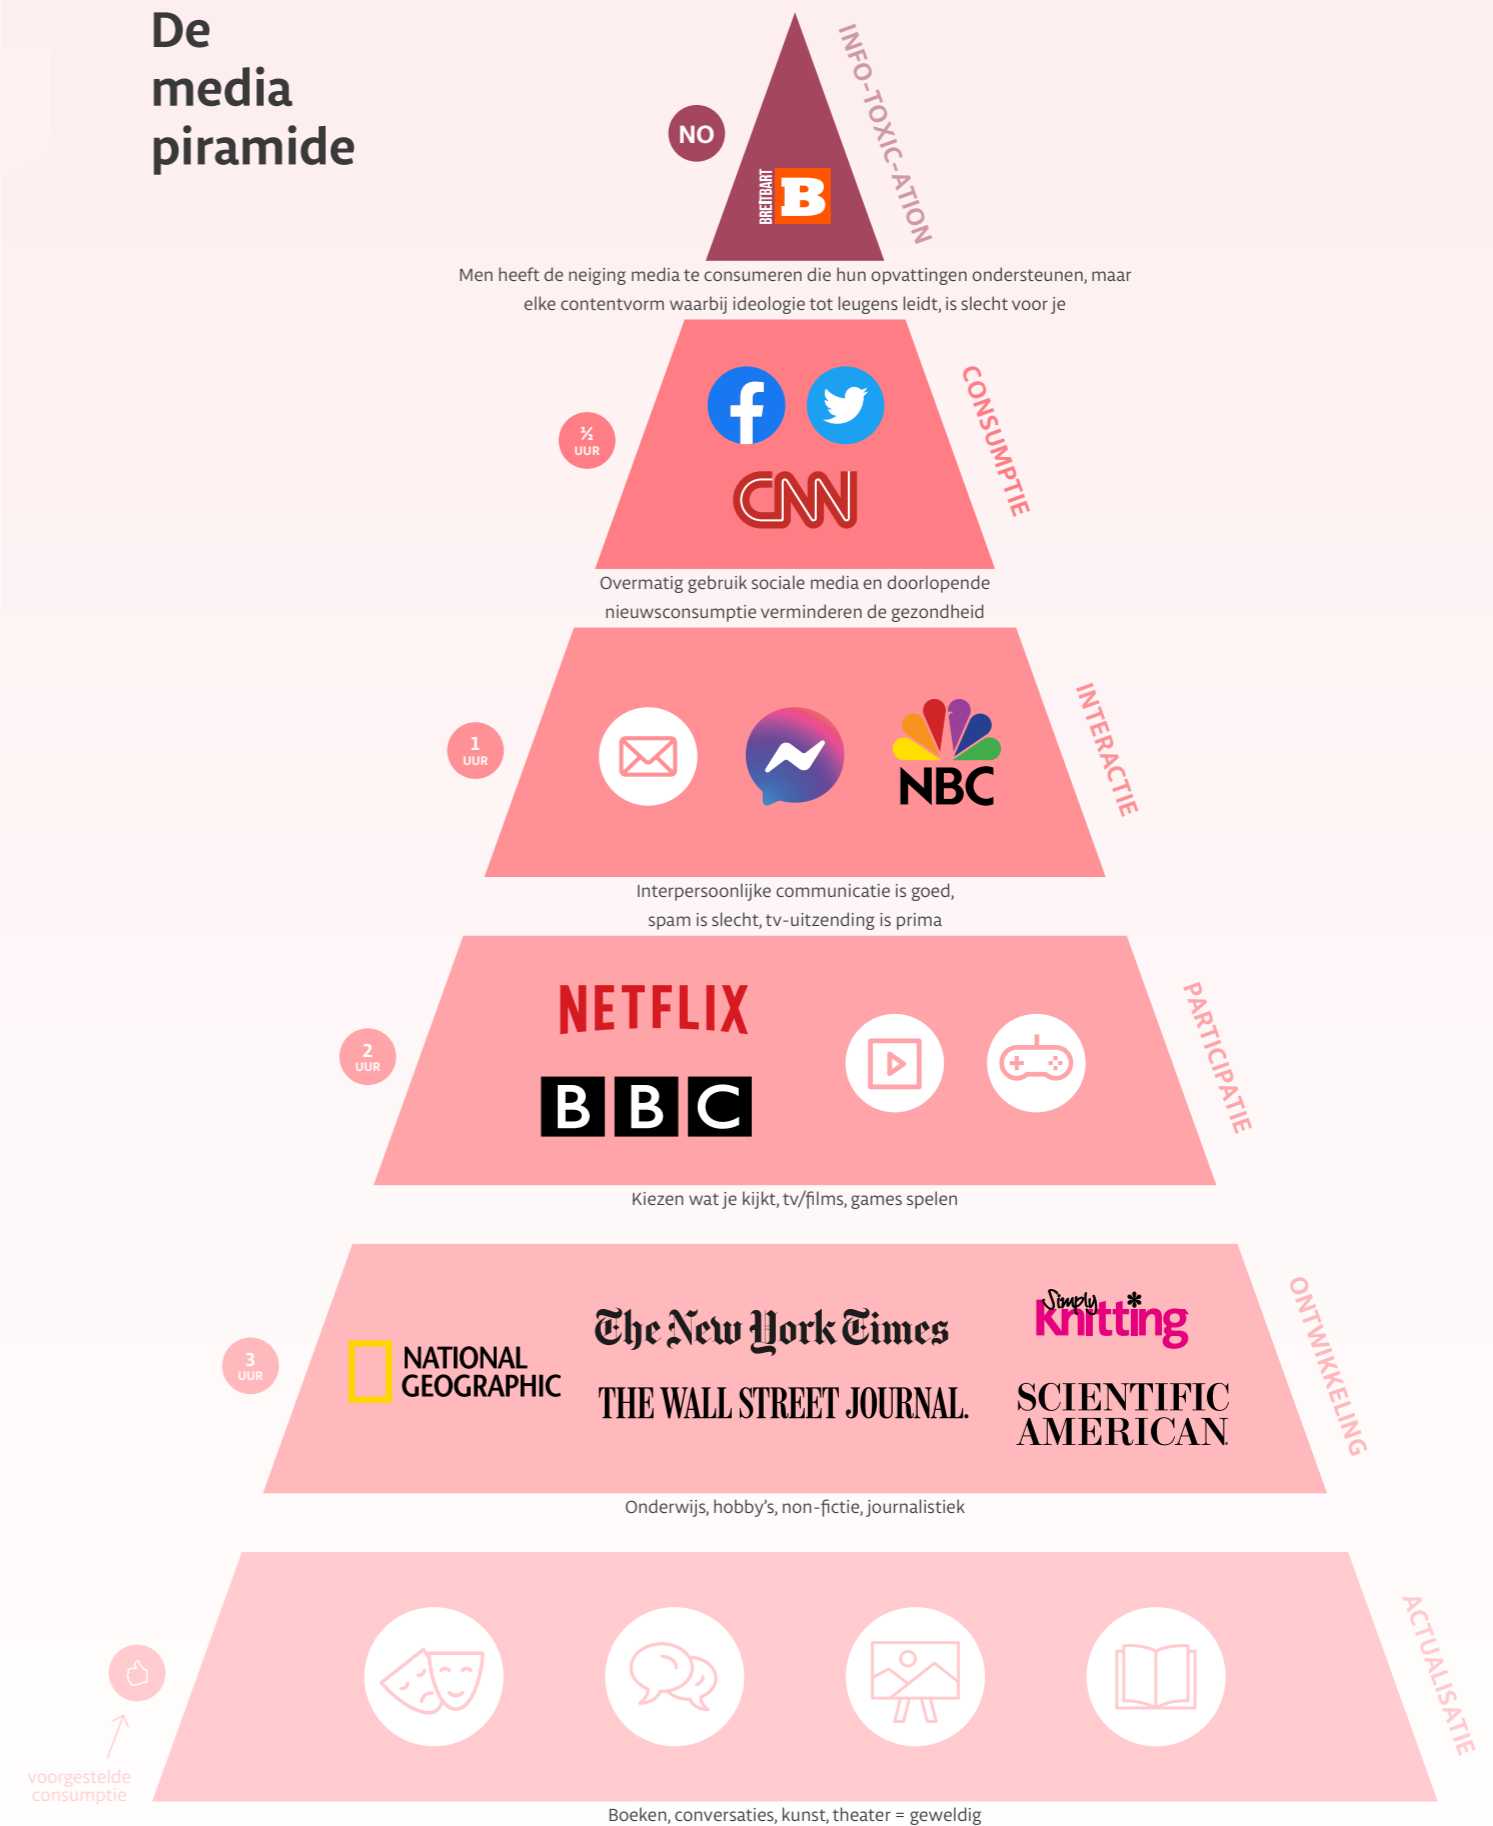 De
media
piramide
INFO-TOXIC-ATION
NO
BREITBART
B
Men heeft de neiging media te consumeren die hun opvattingen ondersteunen, maar
elke contentvorm waarbij ideologie tot leugens leidt, is slecht voor je
CONSUMPTIE
½
UUR
CNN
Overmatig gebruik sociale media en doorlopende
nieuwsconsumptie verminderen de gezondheid
INTERACTIE
1
UUR
NBC
Interpersoonlijke communicatie is goed,
spam is slecht, tv-uitzending is prima
PARTICIPATIE
2
UUR
NETFLIX
BBC
Kiezen wat je kijkt, tv/films, games spelen
ONTWIKKELING
3
UUR
NATIONAL
GEOGRAPHIC
The New York Times
THE WALL STREET JOURNAL.
Simply
knitting
SCIENTIFIC
AMERICAN
Onderwijs, hobby's, non-fictie, journalistiek
ACTUALISATIE
voorgestelde
consumptie
Boeken, conversaties, kunst, theater = geweldig